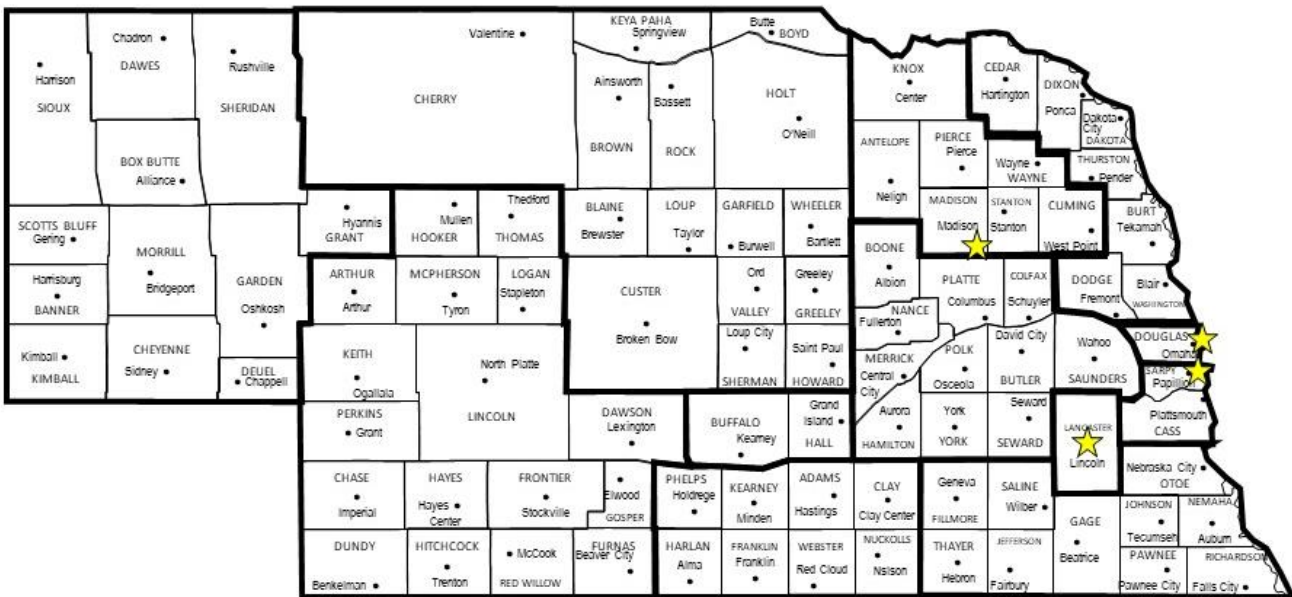 KEYA PAHA
Springview
Butte
BOYD
Chadron
DAWES
Valentine
Harrison
SIOUX
Rushville
SHERIDAN
CHERRY
Ainsworth
BROWN
Bassett
ROCK
HOLT
O'Neill
KNOX
Center
CEDAR
Hartington
DIXON
Ponca
Dakota
City
DAKOTA
BOX BUTTE
Alliance
ANTELOPE
Neligh
PIERCE
Pierce
Wayne
WAYNE
THURSTON
Pender
SCOTTS BLUFF
Gering
MORRILL
Bridgeport
GARDEN
Oshkosh
Hyannis
GRANT
Mullen
HOOKER
Thedford
THOMAS
BLAINE
Brewster
LOUP
Taylor
GARFIELD
Burwell
WHEELER
Bartlett
MADISON
Madison
STANTON
Stanton
CUMING
West Point
BURT
Tekamah
Harrisburg
BANNER
ARTHUR
Arthur
MCPHERSON
Tyron
LOGAN
Stapleton
CUSTER
Broken Bow
Ord
VALLEY
Greeley
GREELEY
BOONE
Albion
PLATTE
Columbus
COLFAX
Schuyler
DODGE
Fremont
Blair
WASHINGTON
Kimball
KIMBALL
CHEYENNE
Sidney
DEUEL
Chappell
KEITH
Ogallala
North Platte
LINCOLN
Loup City
SHERMAN
Saint Paul
HOWARD
NANCE
Fullerton
MERRICK
Central
City
POLK
Osceola
David City
BUTLER
Wahoo
SAUNDERS
DOUGLAS
Omaha
SARPY
Papillion
PERKINS
Grant
DAWSON
Lexington
BUFFALO
Kearney
Grand
Island
HALL
Aurora
HAMILTON
York
YORK
Seward
SEWARD
LANCASTER
Lincoln
Plattsmouth
CASS
CHASE
Imperial
HAYES
Hayes
Center
FRONTIER
Stockville
Elwood
GOSPER
PHELPS
Holdrege
KEARNEY
Minden
ADAMS
Hastings
CLAY
Clay Center
Geneva
FILLMORE
SALINE
Wilber
GAGE
Beatrice
Nebraska City
OTOE
JOHNSON
Tecumseh
NEMAHA
Auburn
DUNDY
Benkelman
HITCHCOCK
Trenton
McCook
RED WILLOW
FURNAS
Beaver City
HARLAN
Alma
FRANKLIN
Franklin
WEBSTER
Red Cloud
NUCKOLLS
Nslson
THAYER
Hebron
JEFFERSON
Fairbury
PAWNEE
Pawnee City
RICHARDSON
Falls City